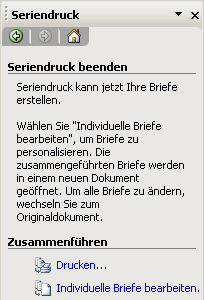 Seriendruck
Seriendruck beenden
Seriendruck kann jetzt Ihre Briefe
erstellen.
Wählen Sie "Individuelle Briefe
bearbeiten", um Briefe zu
personalisieren. Die
zusammengeführten Briefe werden
in einem neuen Dokument
geöffnet. Um alle Briefe zu ändern,
wechseln Sie zum
Originaldokument.
Zusammenführen
Drucken...
Individuelle Briefe bearbeiten.